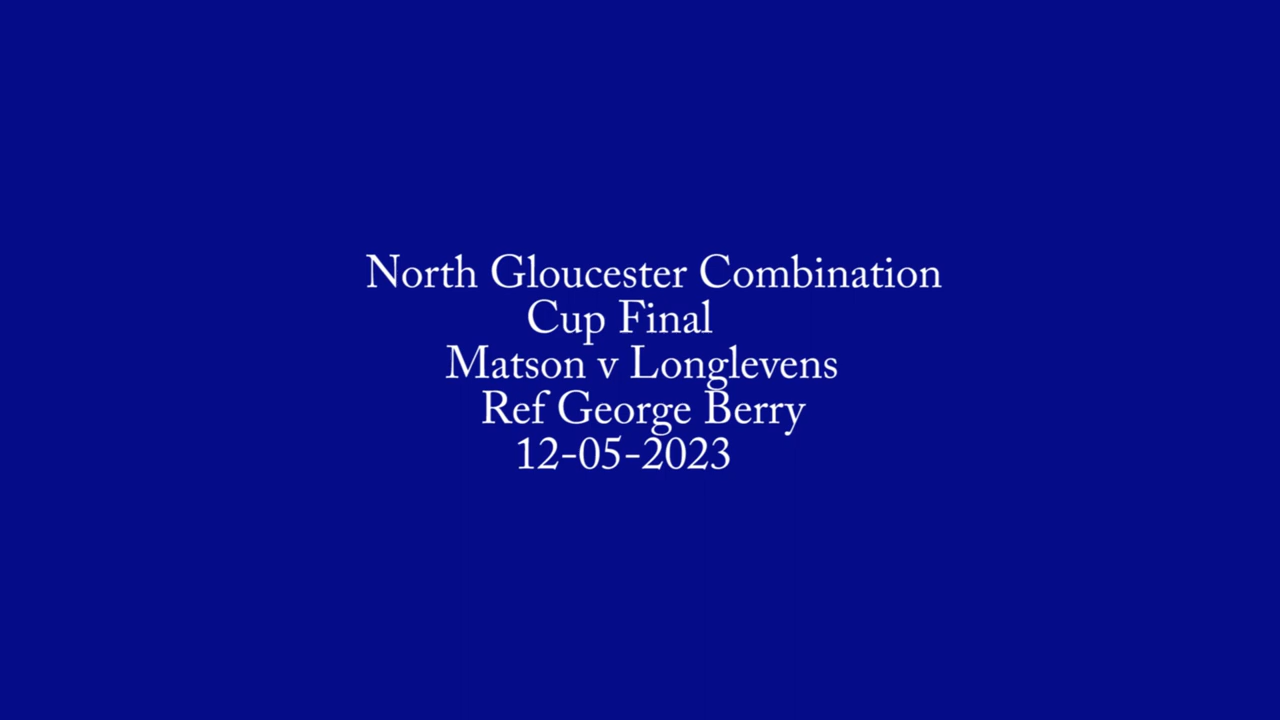 North Gloucester Combination
Cup Final
Matson v Longlevens
Ref George Berry
12-05-2023